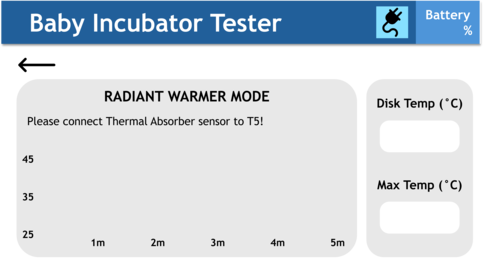 Baby Incubator Tester
Battery
%
RADIANT WARMER MODE
Please connect Thermal Absorber sensor to T5!
45
35
25
1m 2m 3m 4m 5m
Disk Temp (°C)
Max Temp (°C)